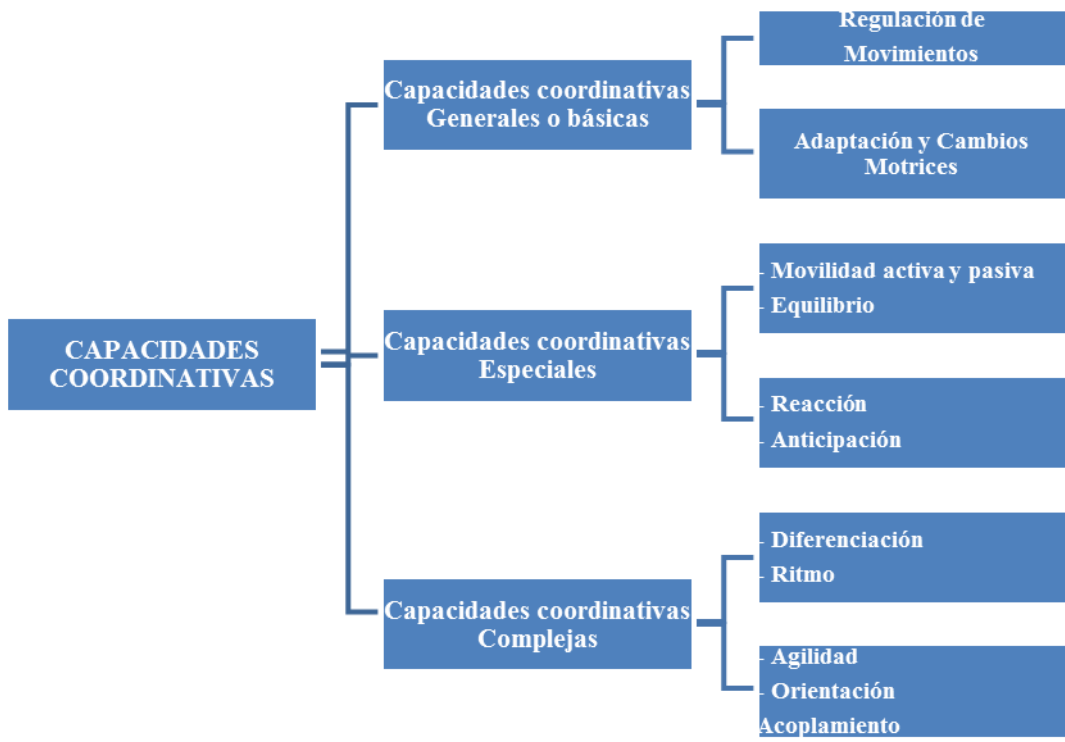 CAPACIDADES
COORDINATIVAS
Capacidades coordinativas
Generales o básicas
Regulación de
Movimientos
Adaptación y Cambios
Motrices
Capacidades coordinativas
Especiales
- Movilidad activa y pasiva
- Equilibrio
- Reacción
- Anticipación
Capacidades coordinativas
Complejas
- Diferenciación
- Ritmo
- Agilidad
- Orientación
Acoplamiento